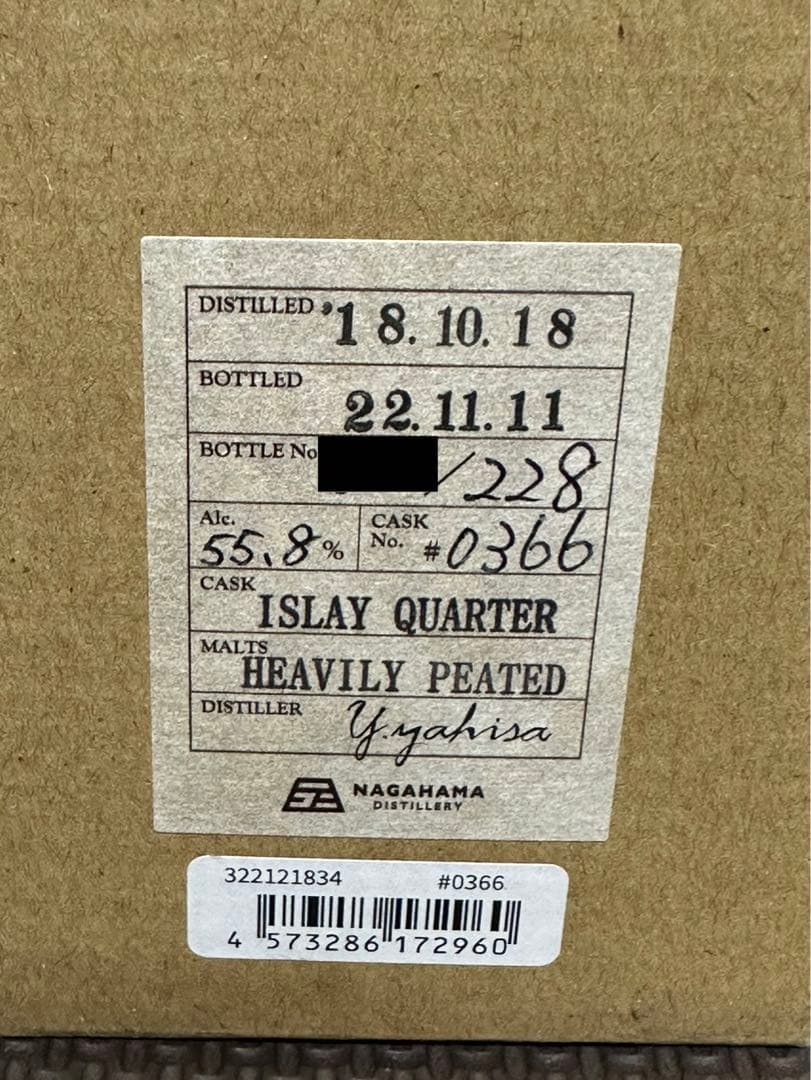 DISTILLED '18.10.18
BOTTLED 22.11.11
BOTTLE No /228
Alc. 55.8% CASK No. #0366
CASK ISLAY QUARTER
MALTS HEAVILY PEATED
DISTILLER Y.yahisa
NAGAHAMA
DISTILLERY
322121834 #0366
4 573286 172960